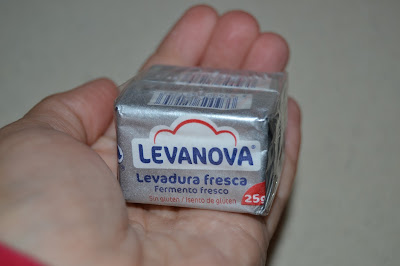 LEVANOVA®
Levadura fresca
Fermento fresco
Sin gluten / Isento de glúten
25g